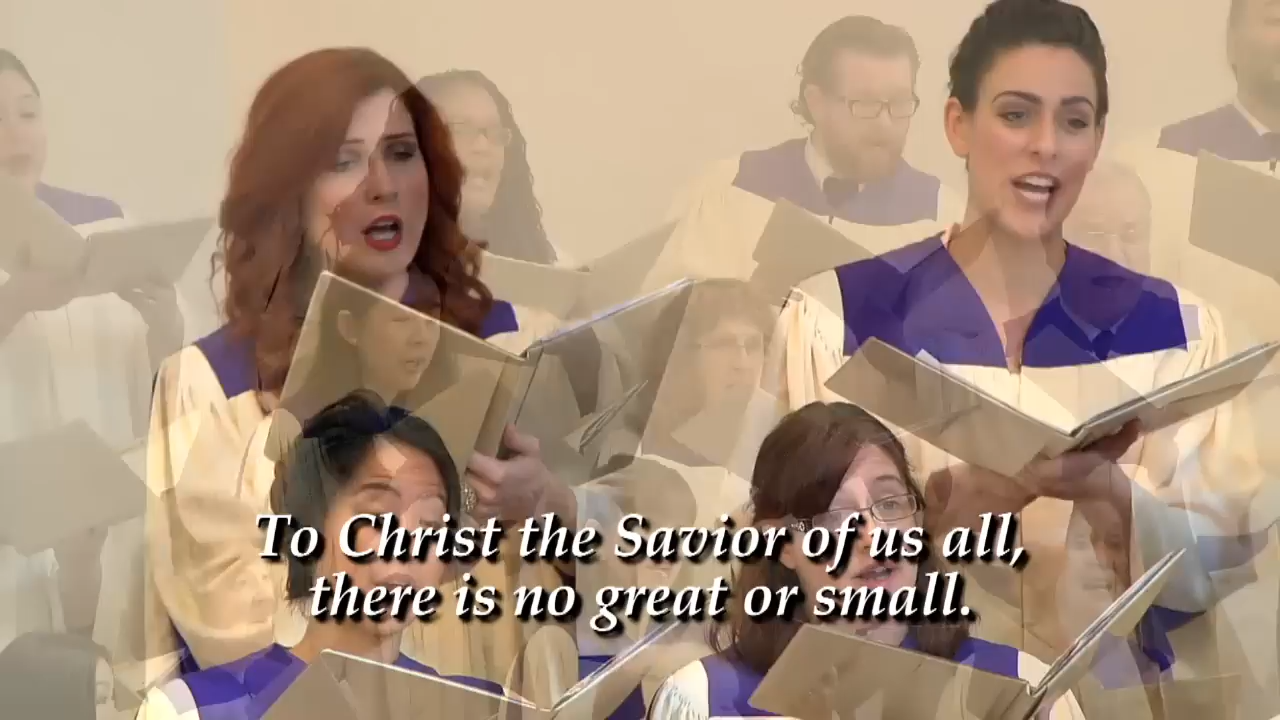 To Christ the Savior of us all,
there is no great or small.